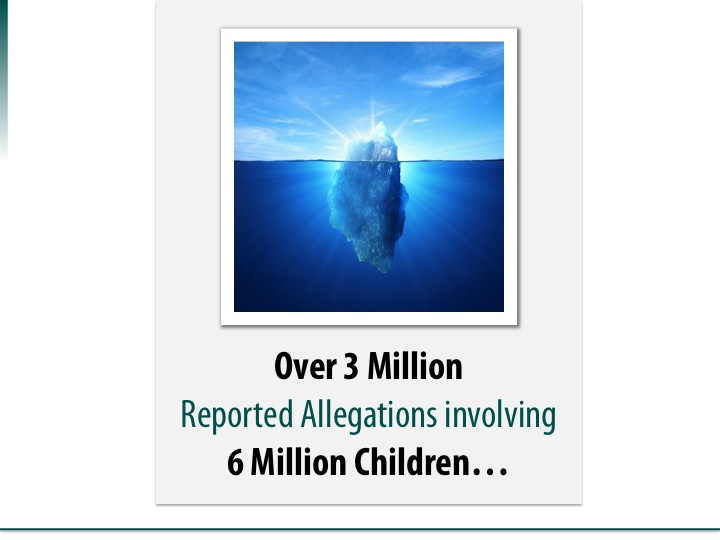 Over 3 Million
Reported Allegations involving
6 Million Children…